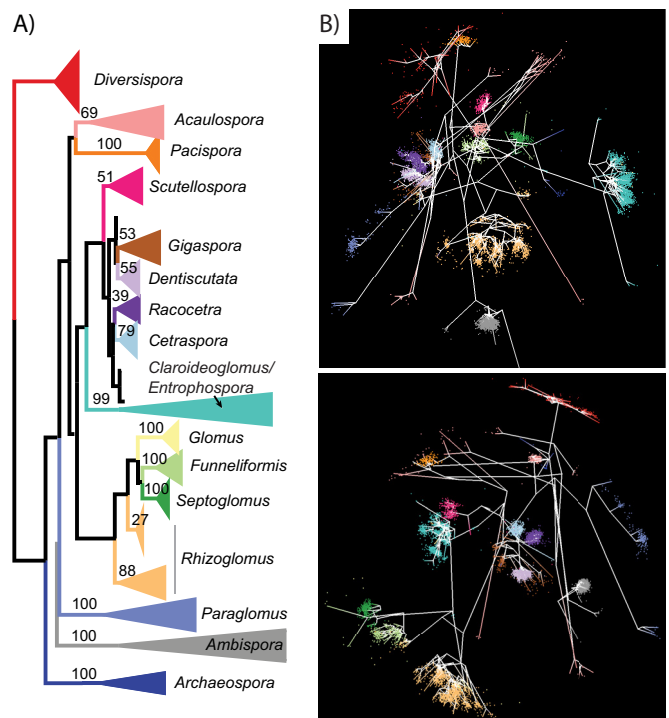 A)
B)
Diversispora
69
Acaulospora
100
Pacispora
51
Scutellospora
53
Gigaspora
55
Dentiscutata
39
Racocetra
79
Cetraspora
Claroideoglomus/
Entrophospora
99
100
Glomus
100
Funneliformis
100
Septoglomus
27
Rhizoglomus
88
100
Paraglomus
100
Ambispora
100
Archaeospora